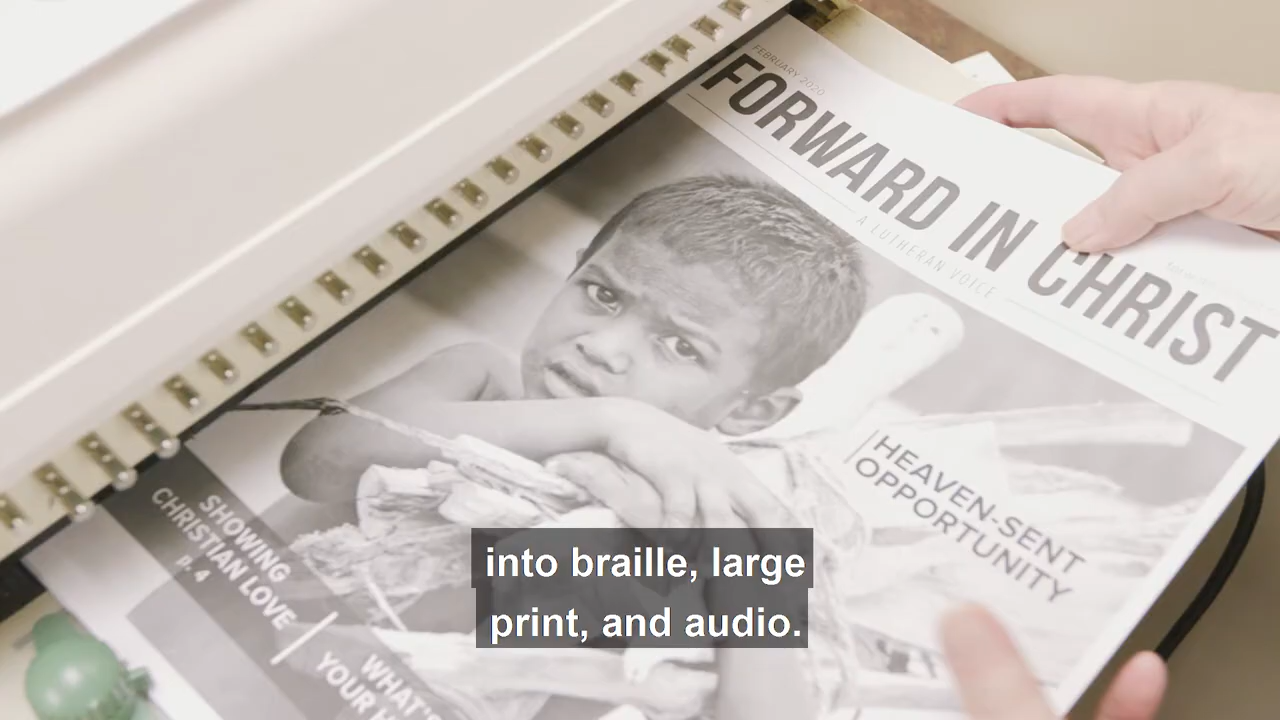 FEBRUARY 2020
FORWARD IN CHRIST
A LUTHERAN VOICE
HEAVEN-SENT
OPPORTUNITY
SHOWING
CHRISTIAN LOVE
p. 4
WHAT'S
YOUR
into braille, large
print, and audio.